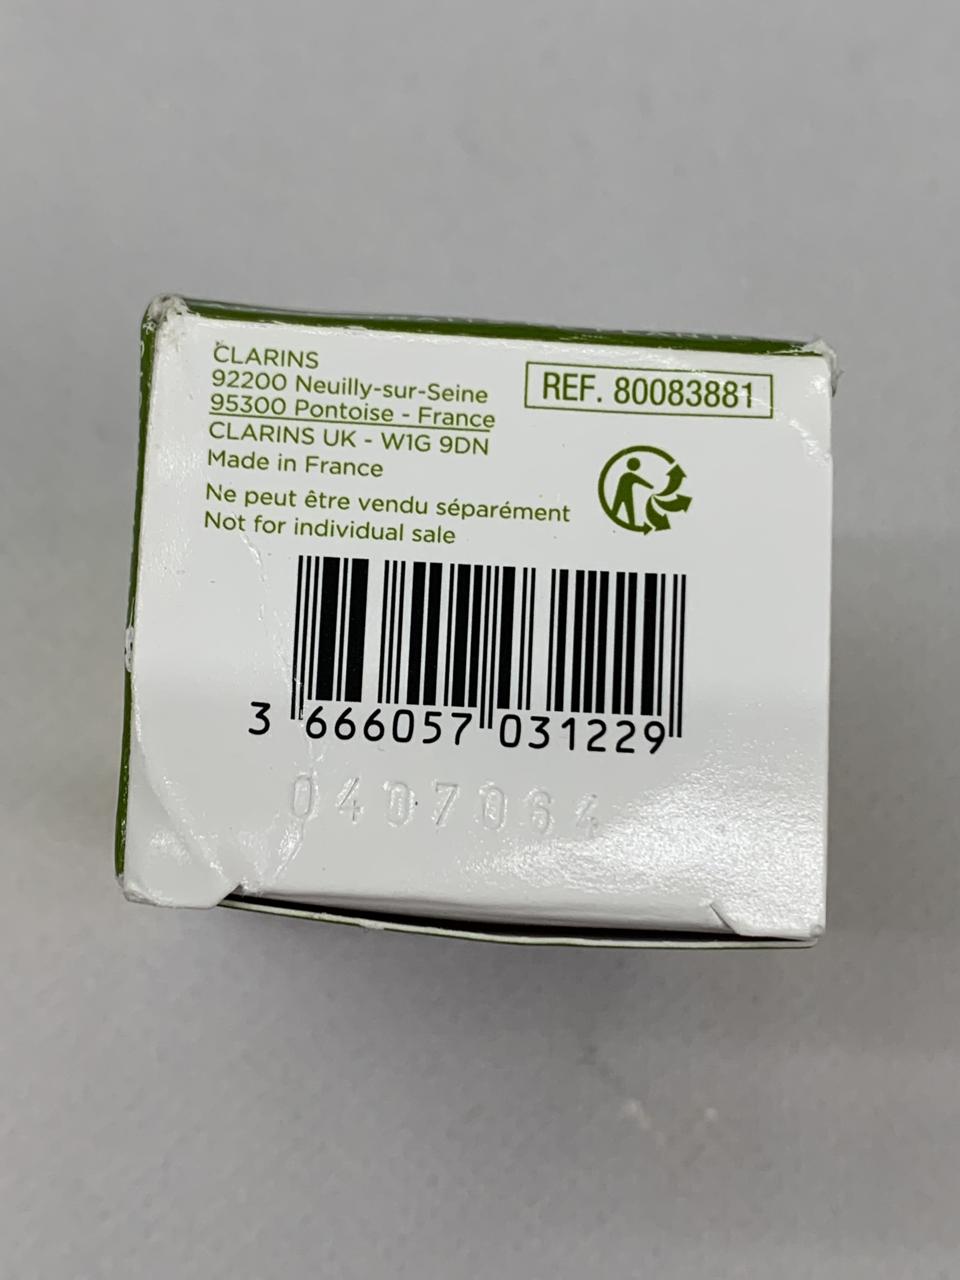 CLARINS
92200 Neuilly-sur-Seine
95300 Pontoise - France
CLARINS UK - W1G 9DN
Made in France
Ne peut être vendu séparément
Not for individual sale
REF. 80083881
3 666057 031229
0407064